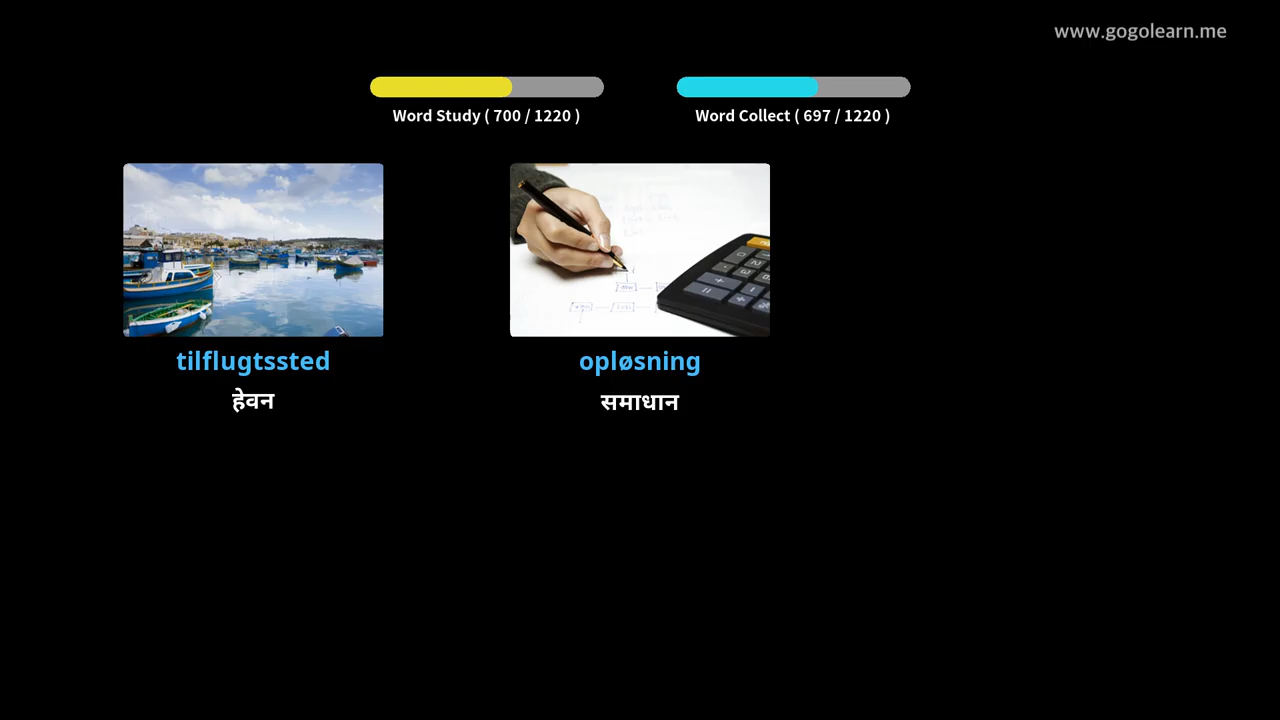 www.gogolearn.me
Word Study ( 700 / 1220 )
Word Collect ( 697 / 1220 )
tilflugtssted
हेवन
opløsning
समाधान